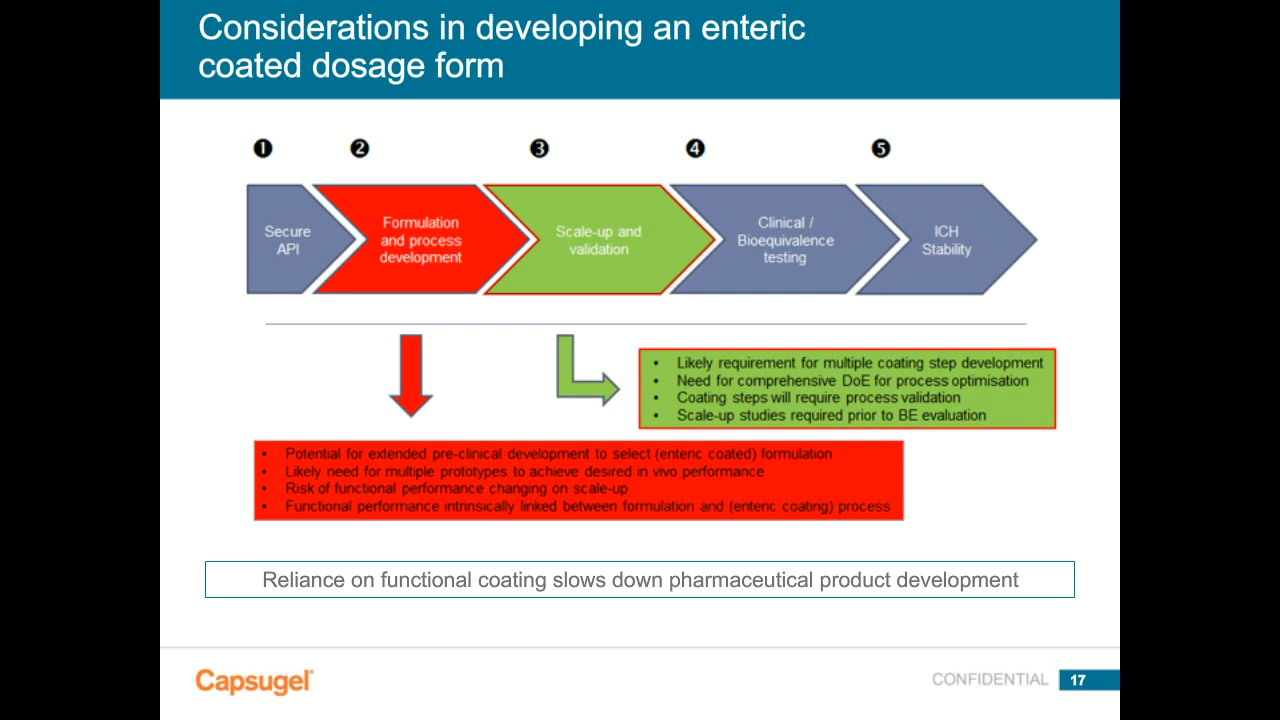 Considerations in developing an enteric
coated dosage form
❶ ❷ ❸ ❹ ❺
Secure
API
Formulation
and process
development
Scale-up and
validation
Clinical /
Bioequivalence
testing
ICH
Stability
• Likely requirement for multiple coating step development
• Need for comprehensive DoE for process optimisation
• Coating steps will require process validation
• Scale-up studies required prior to BE evaluation
• Potential for extended pre-clinical development to select (enteric coated) formulation
• Likely need for multiple prototypes to achieve desired in vivo performance
• Risk of functional performance changing on scale-up
• Functional performance intrinsically linked between formulation and (enteric coating) process
Reliance on functional coating slows down pharmaceutical product development
Capsugel®
CONFIDENTIAL 17